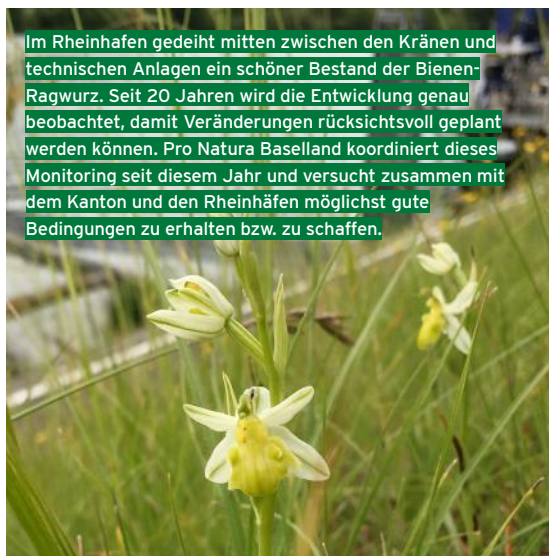 Im Rheinhafen gedeiht mitten zwischen den Kränen und
technischen Anlagen ein schöner Bestand der Bienen-
Ragwurz. Seit 20 Jahren wird die Entwicklung genau
beobachtet, damit Veränderungen rücksichtsvoll geplant
werden können. Pro Natura Baselland koordiniert dieses
Monitoring seit diesem Jahr und versucht zusammen mit
dem Kanton und den Rheinhäfen möglichst gute
Bedingungen zu erhalten bzw. zu schaffen.